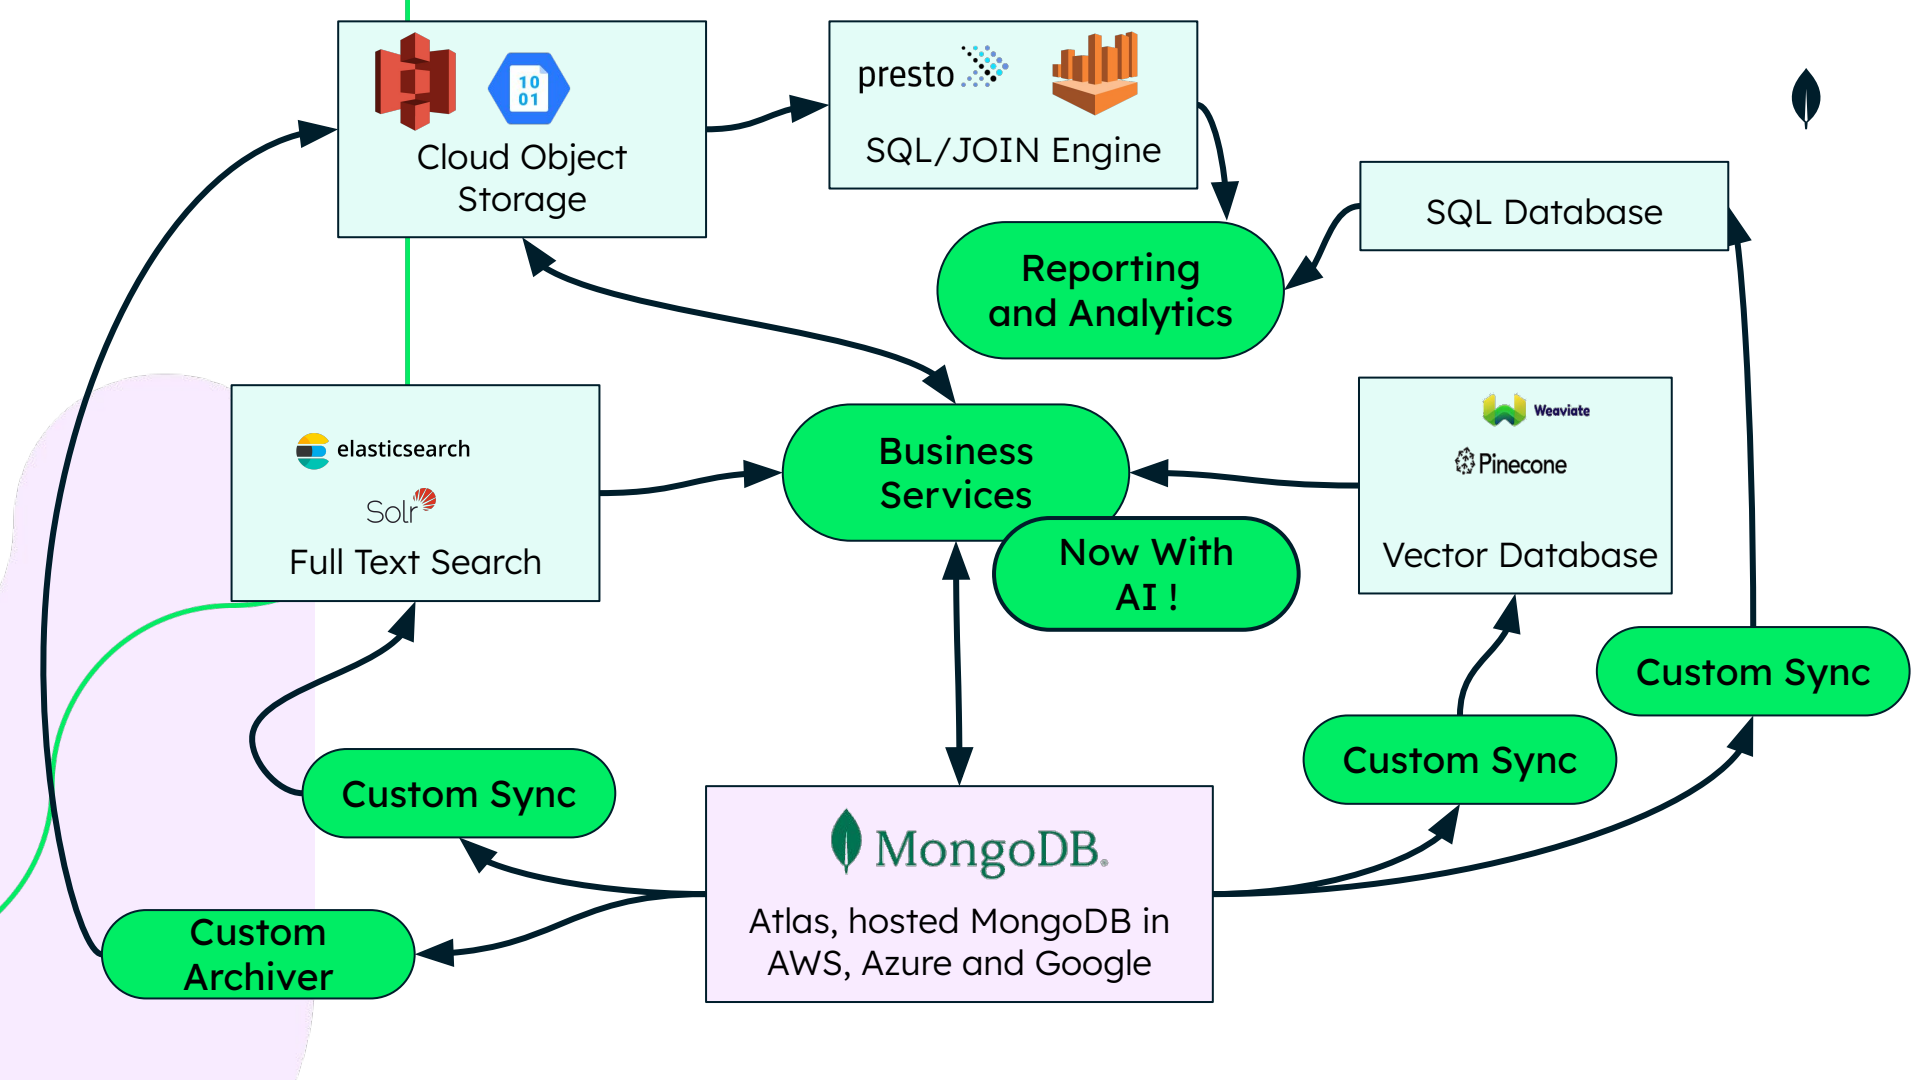 10
01
Cloud Object
Storage
presto
SQL/JOIN Engine
SQL Database
Reporting
and Analytics
elasticsearch
Solr
Full Text Search
Business
Services
Now With
AI !
Weaviate
Pinecone
Vector Database
Custom Sync
Custom Sync
Custom Sync
Custom
Archiver
MongoDB®
Atlas, hosted MongoDB in
AWS, Azure and Google